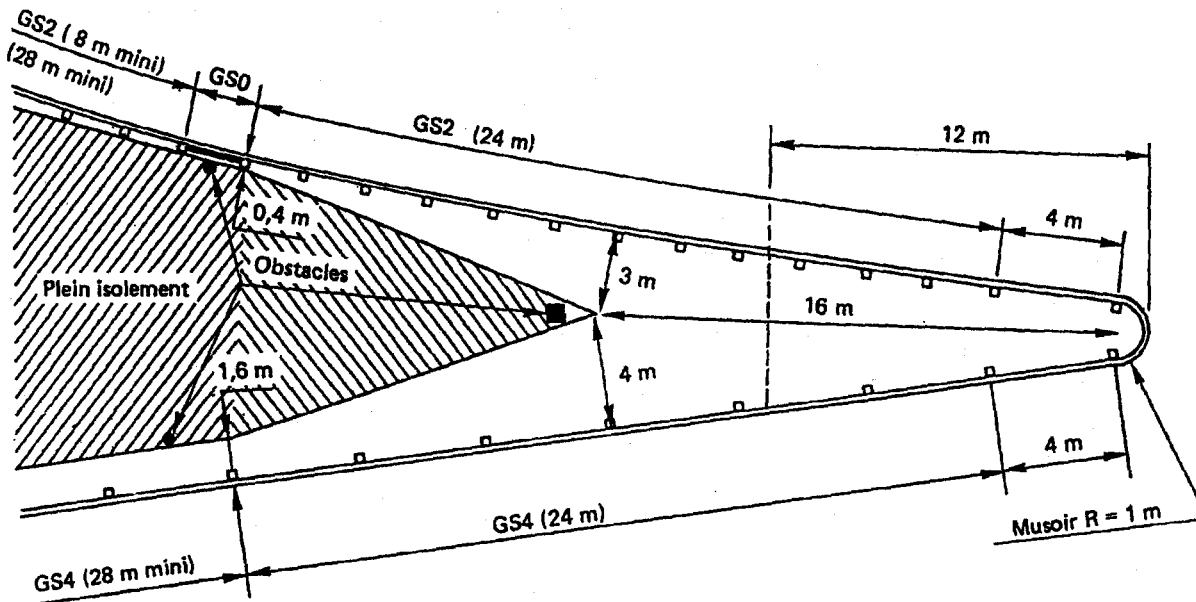 GS2 ( 8 m mini)
(28 m mini)
GS0
GS2 (24 m)
12 m
4 m
0,4 m
Obstacles
3 m
Plein isolement
16 m
1,6 m
4 m
4 m
GS4 (24 m)
Musoir R = 1 m
GS4 (28 m mini)